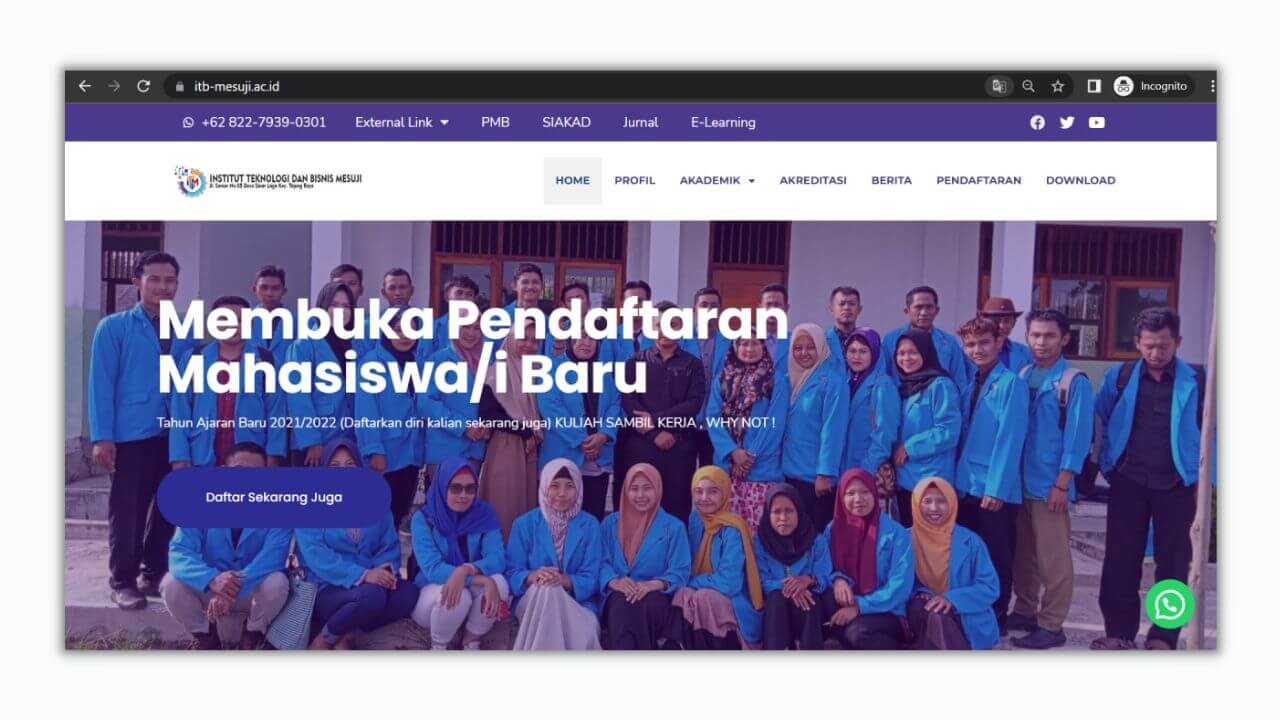 itb-mesuji.ac.id
Incognito
+62 822-7939-0301 External Link PMB SIAKAD Jurnal E-Learning
INSTITUT TEKNOLOGI DAN BISNIS MESUJI
HOME PROFIL AKADEMIK AKREDITASI BERITA PENDAFTARAN DOWNLOAD
Membuka Pendaftaran
Mahasiswa/i Baru
Tahun Ajaran Baru 2021/2022 (Daftarkan diri kalian sekarang juga) KULIAH SAMBIL KERJA , WHY NOT !
Daftar Sekarang Juga